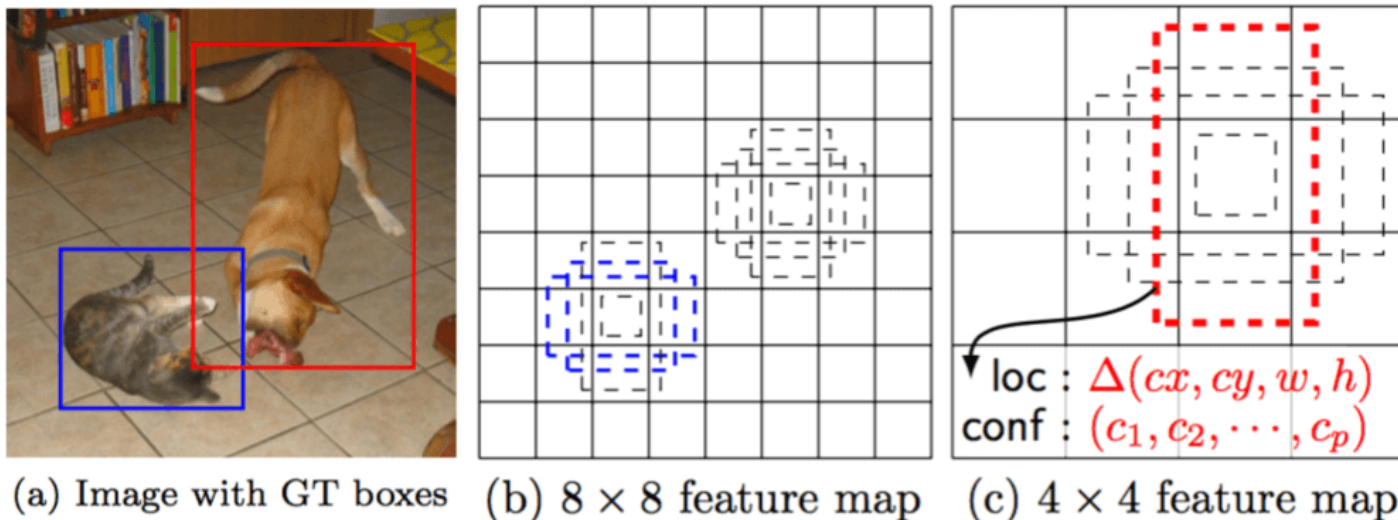 loc : Δ(cx, cy, w, h)
conf : (c₁, c₂, ⋯, cₚ)
(a) Image with GT boxes
(b) 8 × 8 feature map
(c) 4 × 4 feature map